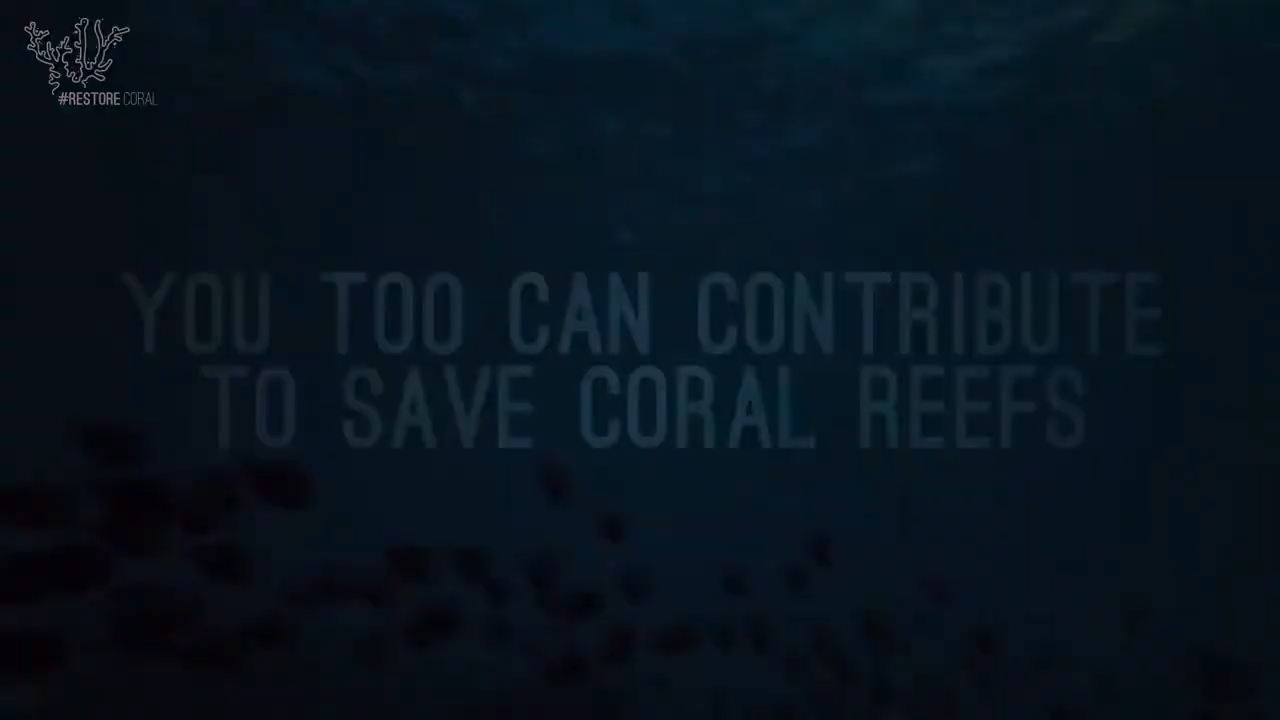 #RESTORE CORAL
YOU TOO CAN CONTRIBUTE
TO SAVE CORAL REEFS